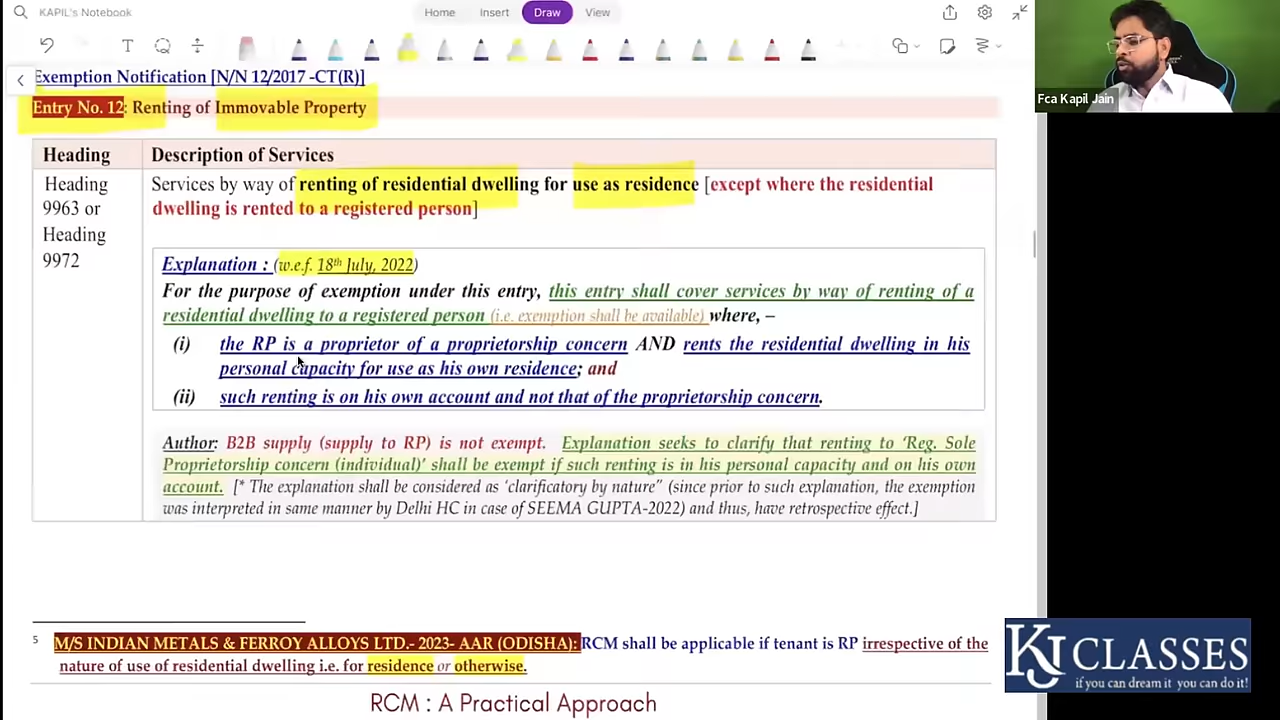 KAPIL's Notebook
Home Insert Draw View
Fca Kapil Jain
Exemption Notification [N/N 12/2017 -CT(R)]
Entry No. 12: Renting of Immovable Property
Heading Description of Services
Heading 9963 or Heading 9972
Services by way of renting of residential dwelling for use as residence [except where the residential
dwelling is rented to a registered person]
Explanation : (w.e.f. 18th July, 2022)
For the purpose of exemption under this entry, this entry shall cover services by way of renting of a
residential dwelling to a registered person (i.e. exemption shall be available) where, –
(i) the RP is a proprietor of a proprietorship concern AND rents the residential dwelling in his
personal capacity for use as his own residence; and
(ii) such renting is on his own account and not that of the proprietorship concern.
Author: B2B supply (supply to RP) is not exempt. Explanation seeks to clarify that renting to ‘Reg. Sole
Proprietorship concern (individual)’ shall be exempt if such renting is in his personal capacity and on his own
account. [* The explanation shall be considered as ‘clarificatory by nature” (since prior to such explanation, the exemption
was interpreted in same manner by Delhi HC in case of SEEMA GUPTA-2022) and thus, have retrospective effect.]
5 M/S INDIAN METALS & FERROY ALLOYS LTD.- 2023- AAR (ODISHA): RCM shall be applicable if tenant is RP irrespective of the
nature of use of residential dwelling i.e. for residence or otherwise.
RCM : A Practical Approach
KJ CLASSES
if you can dream it you can do it!